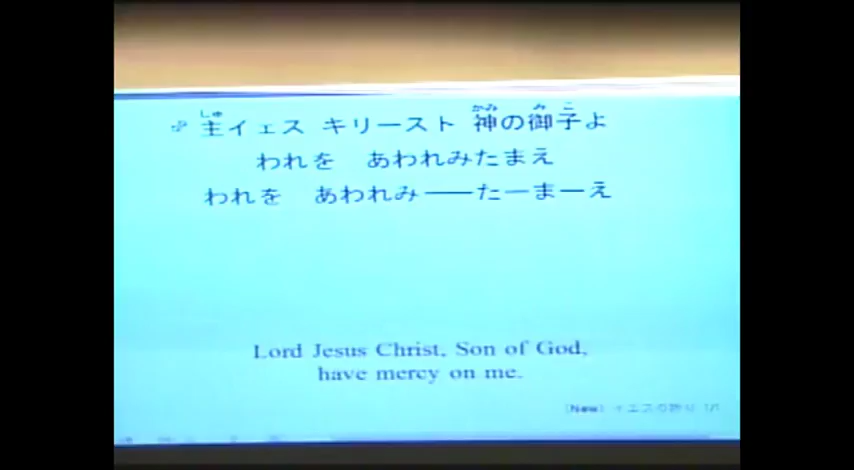 主イエス キリースト 神の御子よ
われを あわれみたまえ
われを あわれみ――たーまーえ
Lord Jesus Christ, Son of God,
have mercy on me.
(New) イエスの祈り 1/1